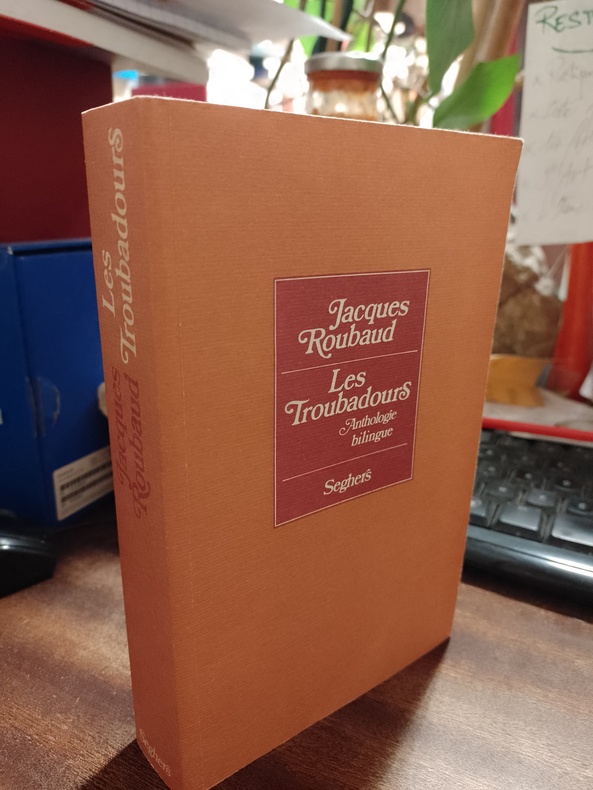 Jacques
Roubaud
Les
Troubadours
Anthologie
bilingue
Seghers
Les
Troubadours
Jacques
Roubaud
Seghers